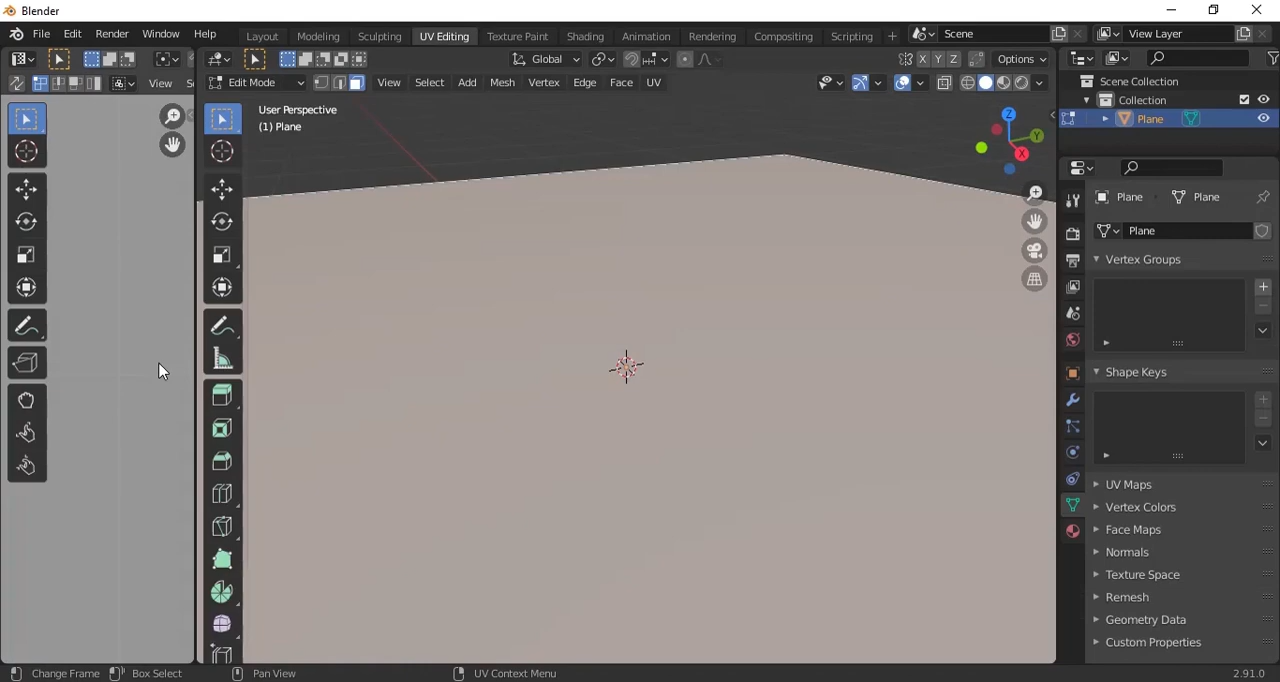 Blender
File Edit Render Window Help Layout Modeling Sculpting UV Editing Texture Paint Shading Animation Rendering Compositing Scripting + Scene View Layer
Global X Y Z Options
View Edit Mode View Select Add Mesh Vertex Edge Face UV
User Perspective
(1) Plane
Z Y X
Scene Collection
Collection
Plane
Plane Plane
Plane
Vertex Groups
Shape Keys
UV Maps
Vertex Colors
Face Maps
Normals
Texture Space
Remesh
Geometry Data
Custom Properties
Change Frame Box Select Pan View UV Context Menu 2.91.0